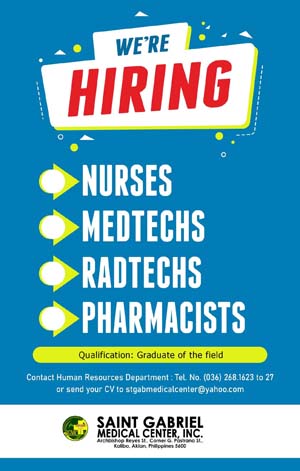 WE'RE
HIRING
NURSES
MEDTECHS
RADTECHS
PHARMACISTS
Qualification: Graduate of the field
Contact Human Resources Department : Tel. No. (036) 268.1623 to 27
or send your CV to stgabmedicalcenter@yahoo.com
SAINT GABRIEL
MEDICAL CENTER, INC.
Archbishop Reyes St., Corner G. Pastrana St.,
Kalibo, Aklan, Philippines 5600